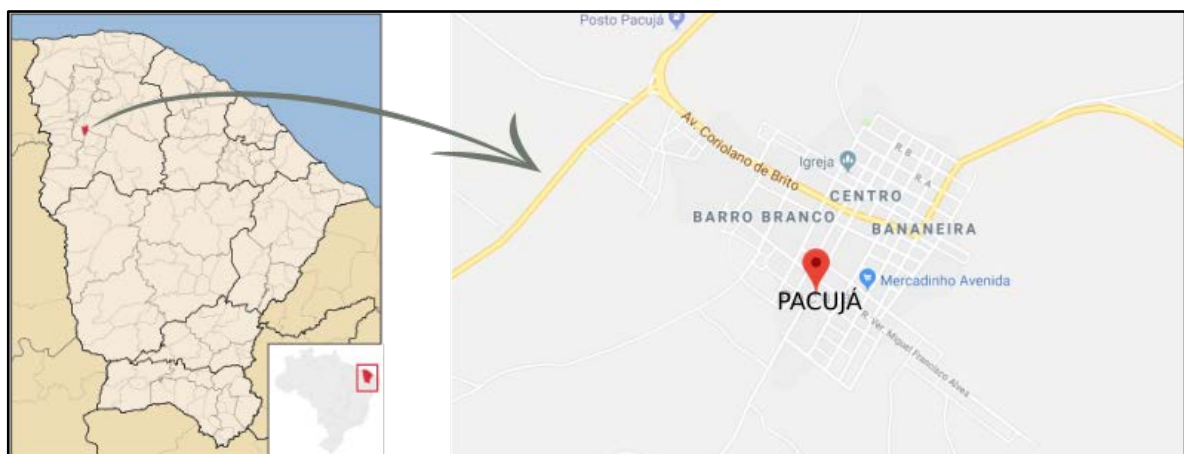 Posto Pacujá
Av. Coriolano de Brito
R. B
Igreja
R. A
CENTRO
BARRO BRANCO
BANANEIRA
Mercadinho Avenida
PACUJÁ
R. Ver. Miguel Francisco Alves